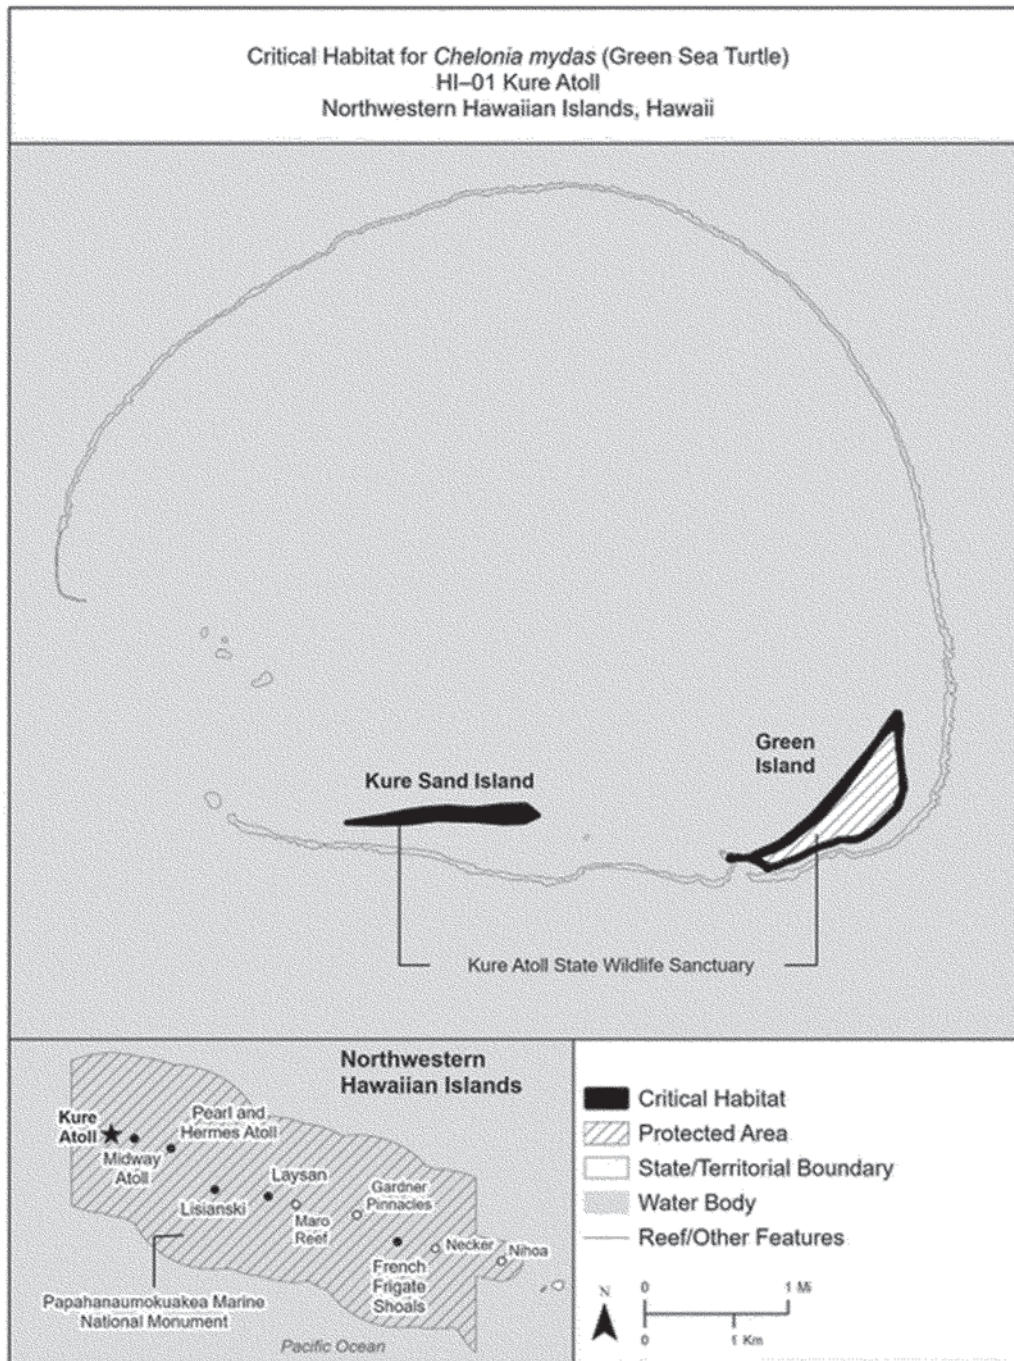 Critical Habitat for Chelonia mydas (Green Sea Turtle)
HI–01 Kure Atoll
Northwestern Hawaiian Islands, Hawaii
Green
Island
Kure Sand Island
Kure Atoll State Wildlife Sanctuary
Northwestern
Hawaiian Islands
Kure
Atoll
Midway
Atoll
Pearl and
Hermes Atoll
Lisianski
Laysan
Maro
Reef
Gardner
Pinnacles
French
Frigate
Shoals
Necker
Nihoa
Papahanaumokuakea Marine
National Monument
Pacific Ocean
Critical Habitat
Protected Area
State/Territorial Boundary
Water Body
Reef/Other Features
N
0 1 Mi
0 1 Km